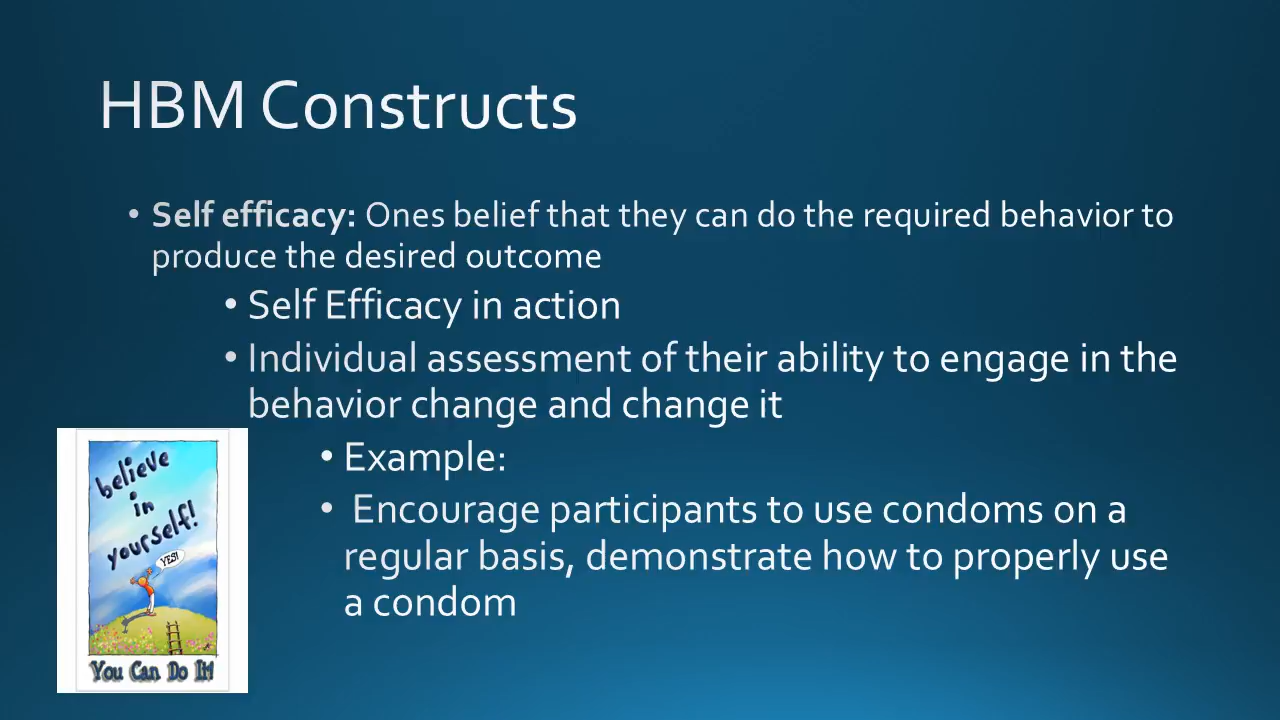 HBM Constructs
• Self efficacy: Ones belief that they can do the required behavior to
produce the desired outcome
• Self Efficacy in action
• Individual assessment of their ability to engage in the
behavior change and change it
• Example:
• Encourage participants to use condoms on a
regular basis, demonstrate how to properly use
a condom
believe
in
yourself!
YES!
You Can Do It!